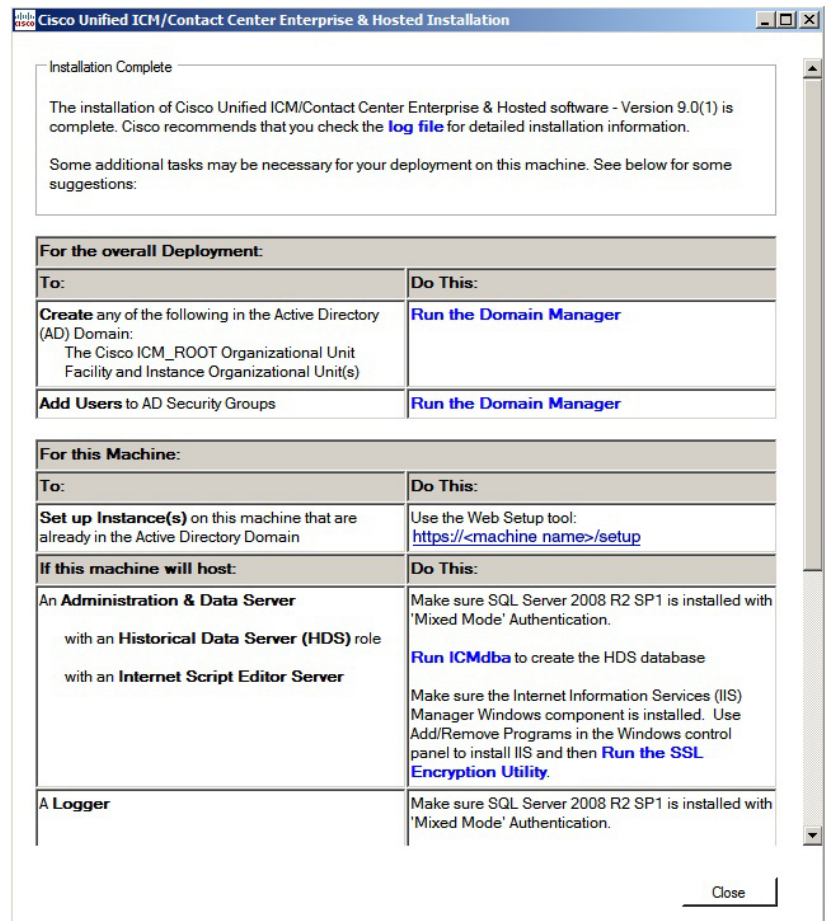 cisco
Cisco Unified ICM/Contact Center Enterprise & Hosted Installation
Installation Complete
The installation of Cisco Unified ICM/Contact Center Enterprise & Hosted software - Version 9.0(1) is
complete. Cisco recommends that you check the log file for detailed installation information.
Some additional tasks may be necessary for your deployment on this machine. See below for some
suggestions:
For the overall Deployment:
To:
Do This:
Create any of the following in the Active Directory
(AD) Domain:
The Cisco ICM_ROOT Organizational Unit
Facility and Instance Organizational Unit(s)
Run the Domain Manager
Add Users to AD Security Groups
Run the Domain Manager
For this Machine:
To:
Do This:
Set up Instance(s) on this machine that are
already in the Active Directory Domain
Use the Web Setup tool:
https://<machine name>/setup
If this machine will host:
Do This:
An Administration & Data Server
with an Historical Data Server (HDS) role
with an Internet Script Editor Server
Make sure SQL Server 2008 R2 SP1 is installed with
'Mixed Mode' Authentication.
Run ICMdba to create the HDS database
Make sure the Internet Information Services (IIS)
Manager Windows component is installed. Use
Add/Remove Programs in the Windows control
panel to install IIS and then Run the SSL
Encryption Utility.
A Logger
Make sure SQL Server 2008 R2 SP1 is installed with
'Mixed Mode' Authentication.
Close